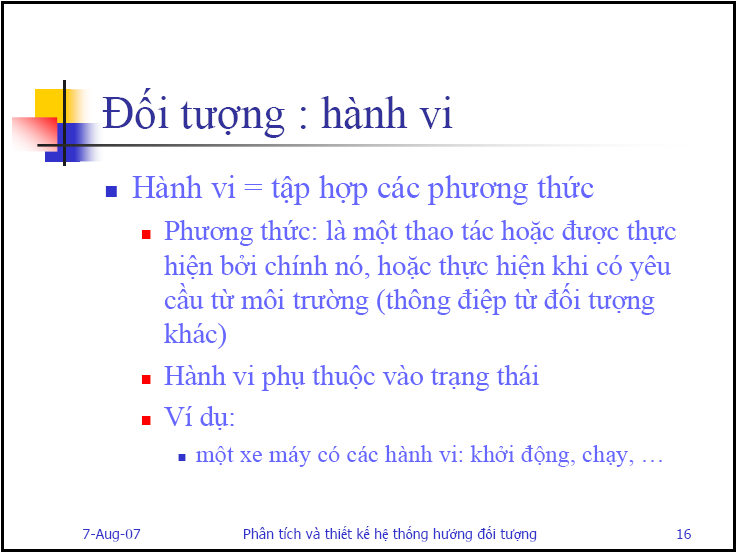 Đối tượng : hành vi
Hành vi = tập hợp các phương thức
Phương thức: là một thao tác hoặc được thực
hiện bởi chính nó, hoặc thực hiện khi có yêu
cầu từ môi trường (thông điệp từ đối tượng
khác)
Hành vi phụ thuộc vào trạng thái
Ví dụ:
một xe máy có các hành vi: khởi động, chạy, …
7-Aug-07 Phân tích và thiết kế hệ thống hướng đối tượng 16